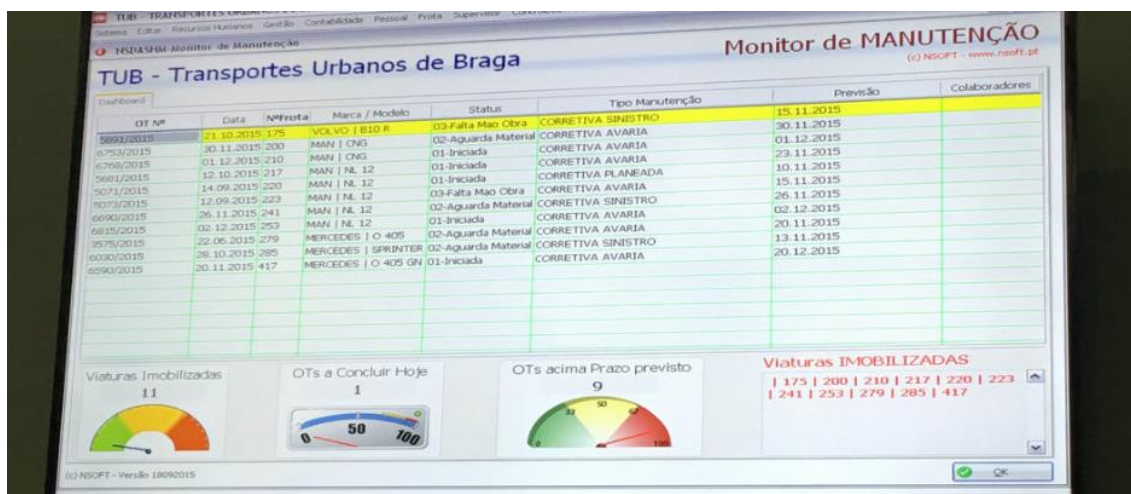 TUB - TRANSPORTES URBANOS
Sistema Editar Recursos Humanos Gestão Contabilidade Pessoal Frota Supervisor
NSDASHM Monitor de Manutenção
TUB - Transportes Urbanos de Braga
Monitor de MANUTENÇÃO
(c) NSOFT - www.nsoft.pt
Dashboard
OT Nº Data NºFrota Marca / Modelo Status Tipo Manutenção Previsão Colaboradores
5891/2015 21.10.2015 175 VOLVO | B10 R 03-Falta Mao Obra CORRETIVA SINISTRO 15.11.2015
6753/2015 30.11.2015 200 MAN | CNG 02-Aguarda Material CORRETIVA AVARIA 30.11.2015
6768/2015 01.12.2015 210 MAN | CNG 01-Iniciada CORRETIVA AVARIA 01.12.2015
5681/2015 12.10.2015 217 MAN | NL 12 01-Iniciada CORRETIVA AVARIA 23.11.2015
5071/2015 14.09.2015 220 MAN | NL 12 01-Iniciada CORRETIVA PLANEADA 10.11.2015
5073/2015 12.09.2015 223 MAN | NL 12 03-Falta Mao Obra CORRETIVA AVARIA 15.11.2015
6690/2015 26.11.2015 241 MAN | NL 12 02-Aguarda Material CORRETIVA SINISTRO 26.11.2015
6815/2015 02.12.2015 253 MAN | NL 12 01-Iniciada CORRETIVA AVARIA 02.12.2015
3575/2015 22.06.2015 279 MERCEDES | O 405 02-Aguarda Material CORRETIVA AVARIA 20.11.2015
6030/2015 28.10.2015 285 MERCEDES | SPRINTER 02-Aguarda Material CORRETIVA SINISTRO 13.11.2015
6590/2015 20.11.2015 417 MERCEDES | O 405 GN 01-Iniciada CORRETIVA AVARIA 20.12.2015
Viaturas Imobilizadas
11
OTs a Concluir Hoje
1
0 50 100
OTs acima Prazo previsto
9
0 33 50 67 100
Viaturas IMOBILIZADAS
| 175 | 200 | 210 | 217 | 220 | 223
| 241 | 253 | 279 | 285 | 417
(c) NSOFT - Versão 18092015
OK